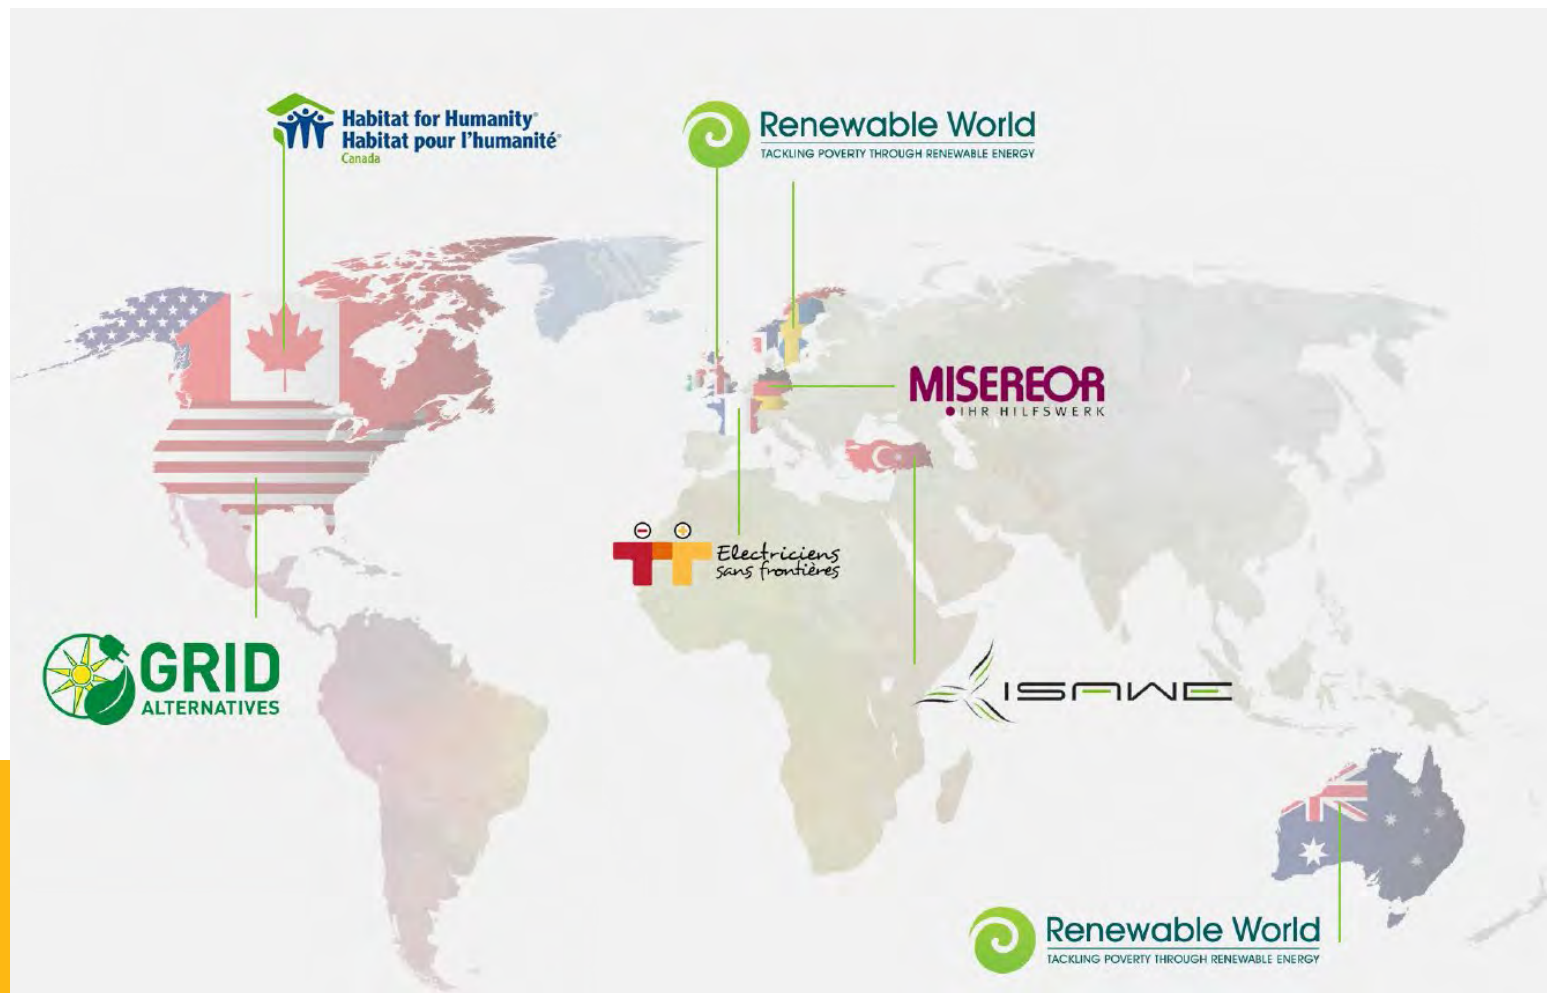 Habitat for Humanity®
Habitat pour l'humanité®
Canada
Renewable World
TACKLING POVERTY THROUGH RENEWABLE ENERGY
MISEREOR
IHR HILFSWERK
Electriciens
sans frontières
GRID
ALTERNATIVES
ISAWE
Renewable World
TACKLING POVERTY THROUGH RENEWABLE ENERGY